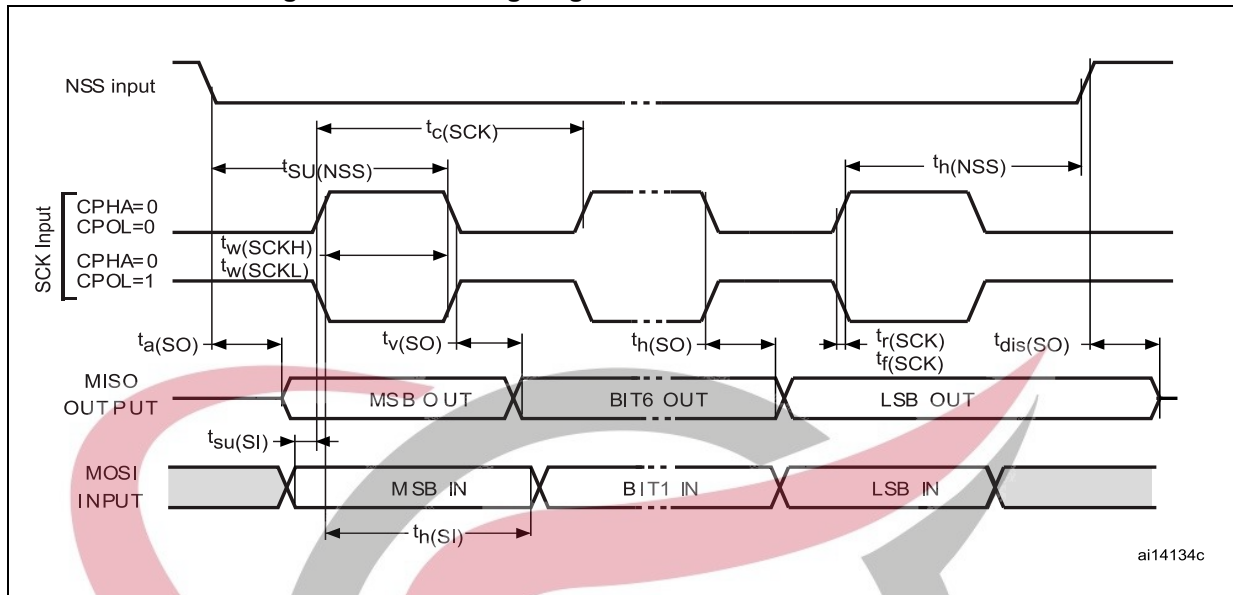 NSS input
tc(SCK)
tSU(NSS)
th(NSS)
SCK Input
CPHA=0
CPOL=0
tw(SCKH)
CPHA=0
tw(SCKL)
CPOL=1
ta(SO)
tv(SO)
th(SO)
tr(SCK)
tf(SCK)
tdis(SO)
MISO
OUTPUT
MSB OUT
BIT6 OUT
LSB OUT
tsu(SI)
MOSI
INPUT
MSB IN
BIT1 IN
LSB IN
th(SI)
ai14134c